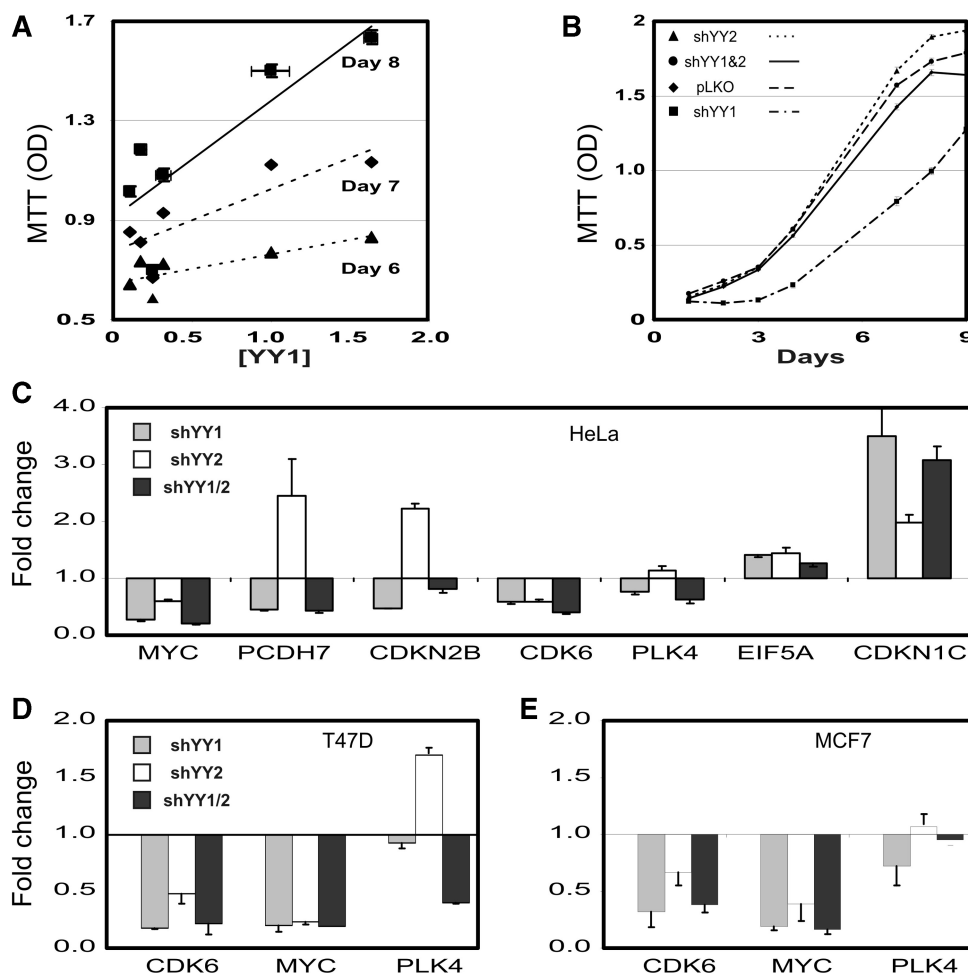 A
1.7
1.3
0.9
0.5
MTT (OD)
Day 8
Day 7
Day 6
0 0.5 1.0 1.5 2.0
[YY1]
B
2
1.5
1.0
0.5
0
MTT (OD)
shYY2
shYY1&2
pLKO
shYY1
0 3 6 9
Days
C
4.0
3.0
2.0
1.0
0.0
Fold change
shYY1
shYY2
shYY1/2
HeLa
MYC PCDH7 CDKN2B CDK6 PLK4 EIF5A CDKN1C
D
2.0
1.5
1.0
0.5
0.0
Fold change
shYY1
shYY2
shYY1/2
T47D
CDK6 MYC PLK4
E
2.0
1.5
1.0
0.5
0.0
MCF7
CDK6 MYC PLK4